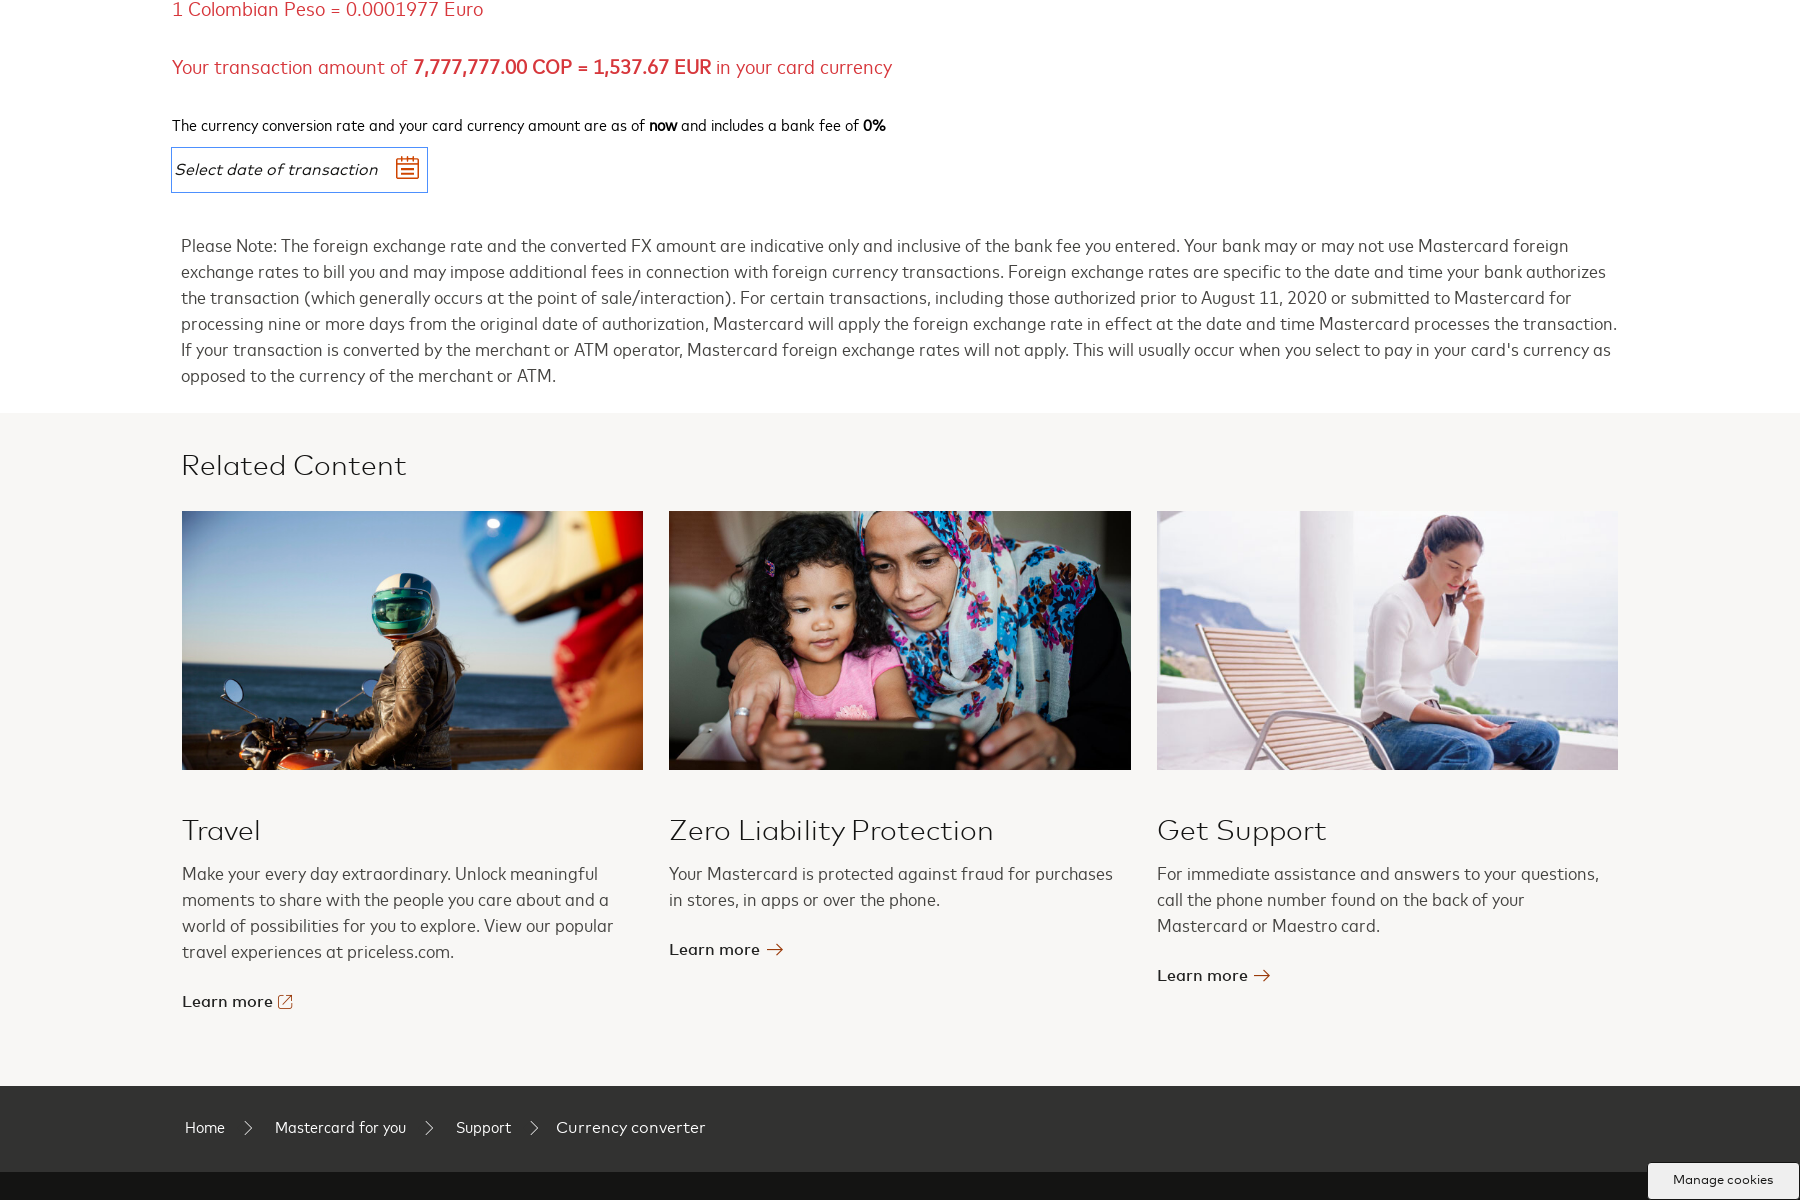 1 Colombian Peso = 0.0001977 Euro
Your transaction amount of 7,777,777.00 COP = 1,537.67 EUR in your card currency
The currency conversion rate and your card currency amount are as of now and includes a bank fee of 0%
Select date of transaction
Please Note: The foreign exchange rate and the converted FX amount are indicative only and inclusive of the bank fee you entered. Your bank may or may not use Mastercard foreign
exchange rates to bill you and may impose additional fees in connection with foreign currency transactions. Foreign exchange rates are specific to the date and time your bank authorizes
the transaction (which generally occurs at the point of sale/interaction). For certain transactions, including those authorized prior to August 11, 2020 or submitted to Mastercard for
processing nine or more days from the original date of authorization, Mastercard will apply the foreign exchange rate in effect at the date and time Mastercard processes the transaction.
If your transaction is converted by the merchant or ATM operator, Mastercard foreign exchange rates will not apply. This will usually occur when you select to pay in your card's currency as
opposed to the currency of the merchant or ATM.
Related Content
Travel
Make your every day extraordinary. Unlock meaningful
moments to share with the people you care about and a
world of possibilities for you to explore. View our popular
travel experiences at priceless.com.
Learn more
Zero Liability Protection
Your Mastercard is protected against fraud for purchases
in stores, in apps or over the phone.
Learn more
Get Support
For immediate assistance and answers to your questions,
call the phone number found on the back of your
Mastercard or Maestro card.
Learn more
Home Mastercard for you Support Currency converter
Manage cookies